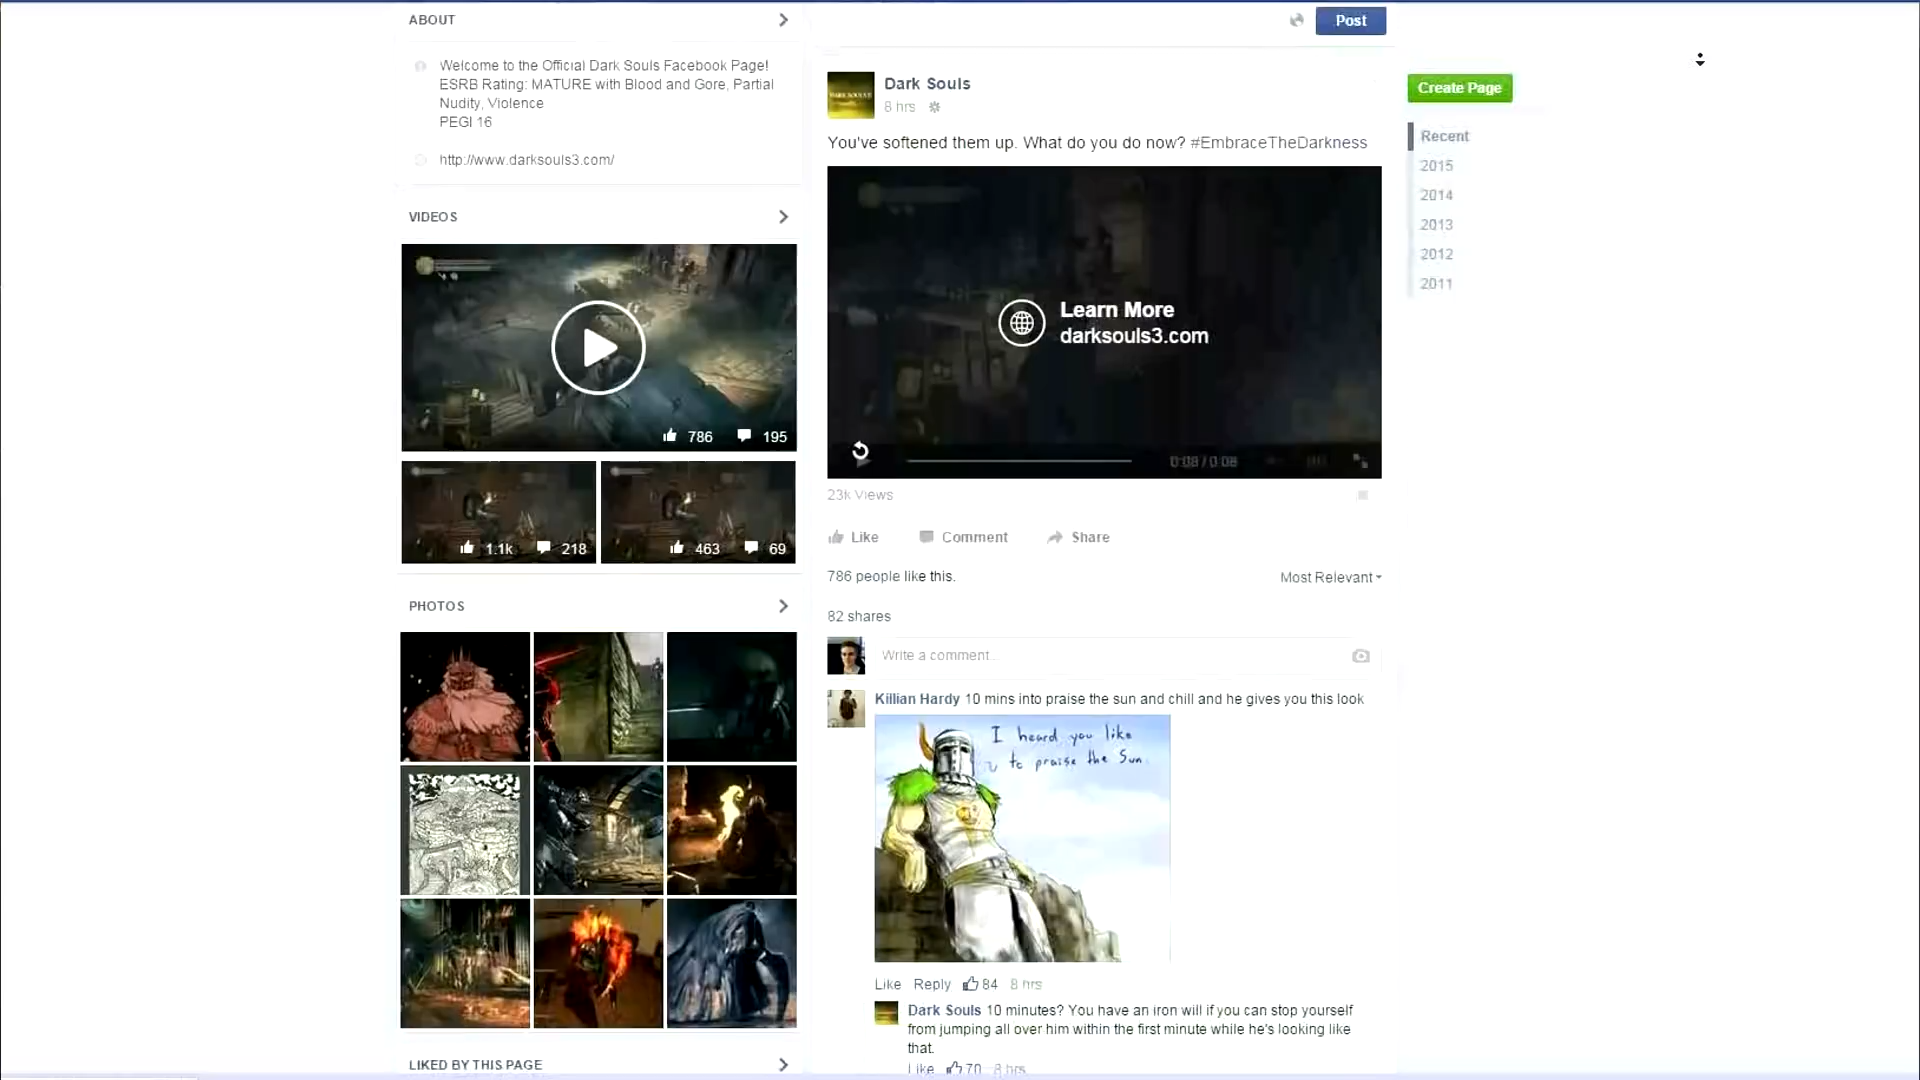 ABOUT
Welcome to the Official Dark Souls Facebook Page!
ESRB Rating: MATURE with Blood and Gore, Partial
Nudity, Violence
PEGI 16
http://www.darksouls3.com/
VIDEOS
786 195
1.1k 218
463 69
PHOTOS
LIKED BY THIS PAGE
Post
Dark Souls
8 hrs
You've softened them up. What do you do now? #EmbraceTheDarkness
Learn More
darksouls3.com
0:08 / 0:08
23k Views
Like Comment Share
786 people like this.
Most Relevant
82 shares
Write a comment...
Killian Hardy 10 mins into praise the sun and chill and he gives you this look
I heard you like
to praise the Sun.
Like Reply 84 8 hrs
Dark Souls 10 minutes? You have an iron will if you can stop yourself
from jumping all over him within the first minute while he's looking like
that.
Like 70 8 hrs
Create Page
Recent
2015
2014
2013
2012
2011